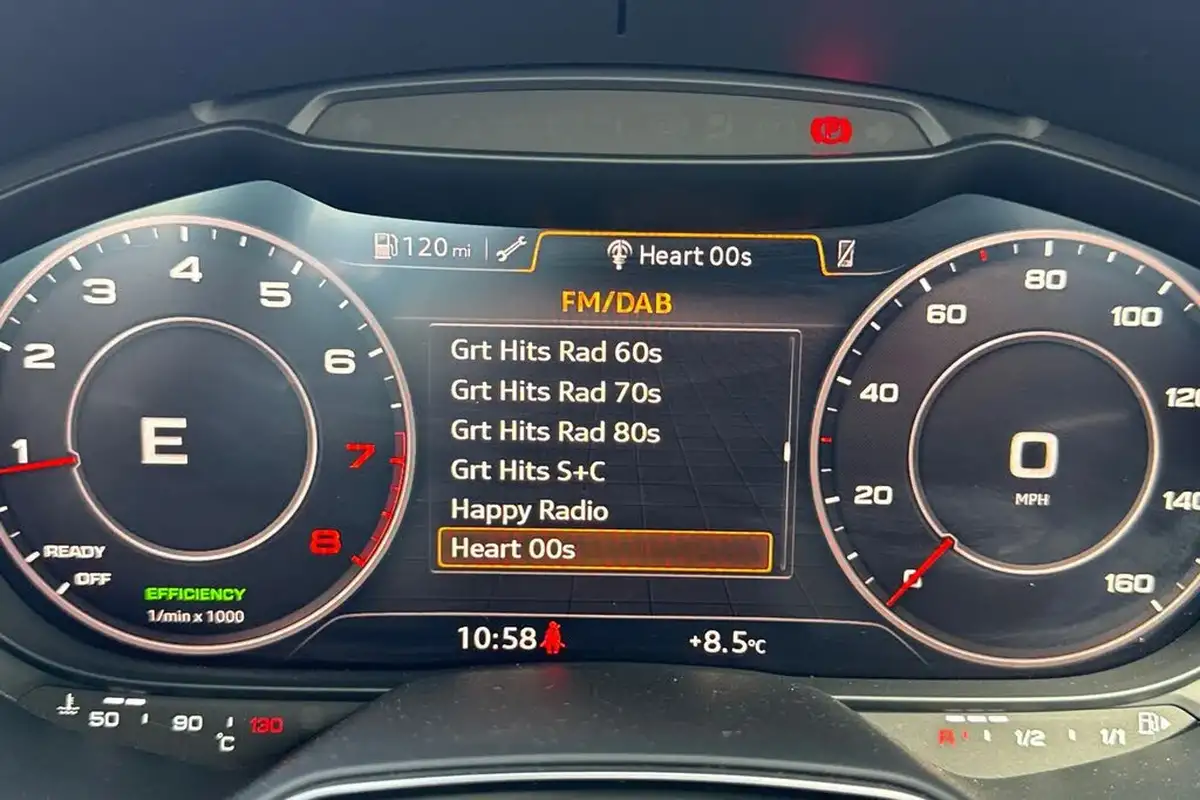 120 mi
Heart 00s
FM/DAB
Grt Hits Rad 60s
Grt Hits Rad 70s
Grt Hits Rad 80s
Grt Hits S+C
Happy Radio
Heart 00s
10:58
+8.5°C
1
2
3
4
5
6
7
8
E
READY
OFF
EFFICIENCY
1/min x 1000
20
40
60
80
100
120
140
160
0
MPH
50
90
130
°C
R
1/2
1/1